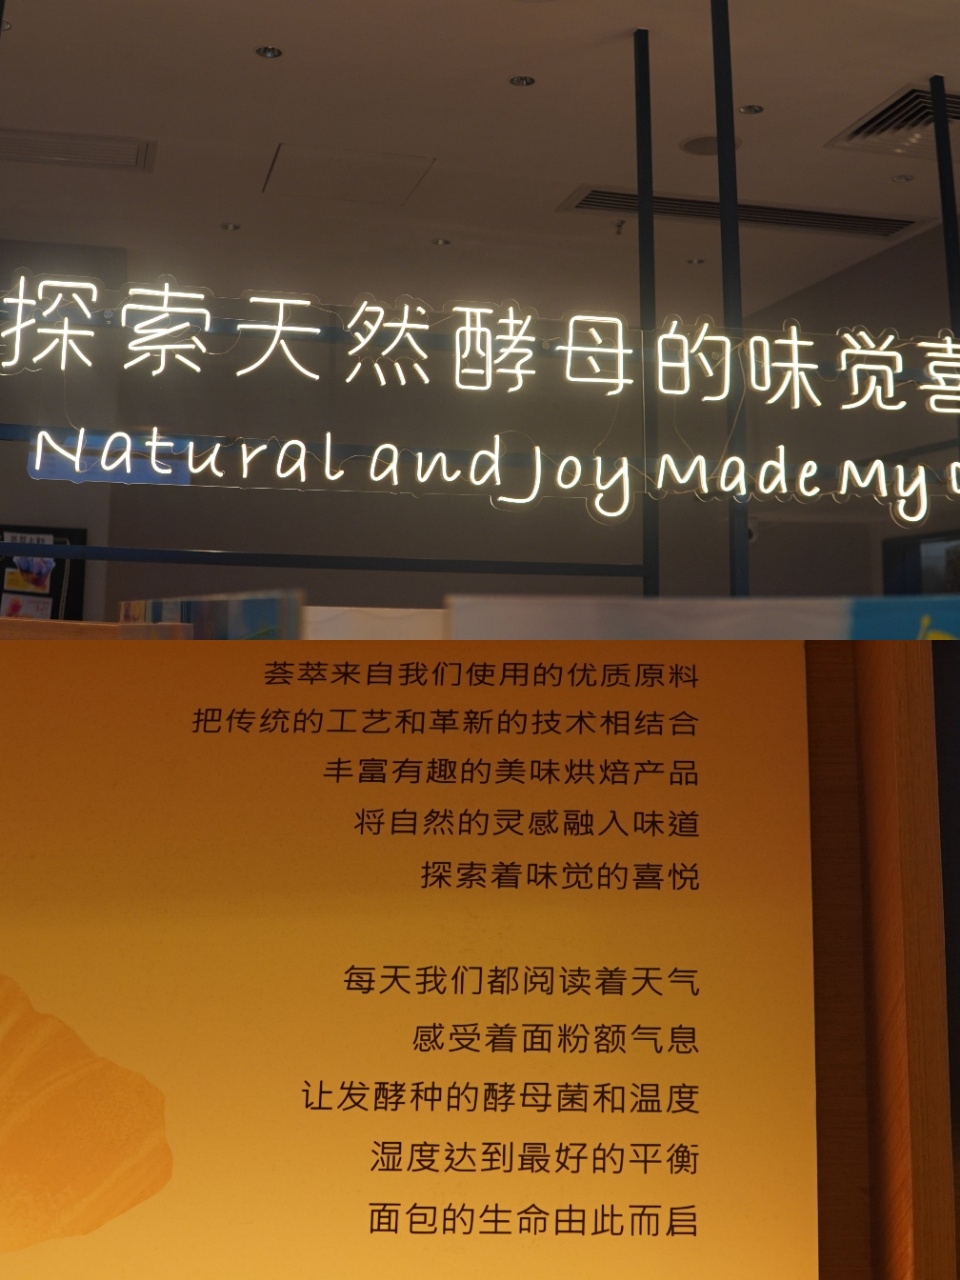 探索天然酵母的味觉喜
Natural and Joy Made My
荟萃来自我们使用的优质原料
把传统的工艺和革新的技术相结合
丰富有趣的美味烘焙产品
将自然的灵感融入味道
探索着味觉的喜悦
每天我们都阅读着天气
感受着面粉额气息
让发酵种的酵母菌和温度
湿度达到最好的平衡
面包的生命由此而启